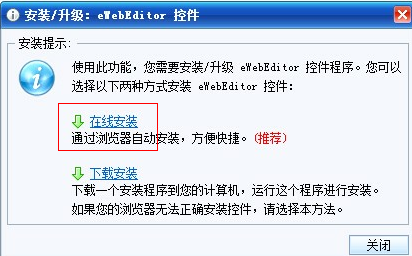 安装/升级: eWebEditor 控件
安装提示:
使用此功能，您需要安装/升级 eWebEditor 控件程序。您可以
选择以下两种方式安装 eWebEditor 控件:
在线安装
通过浏览器自动安装，方便快捷。(推荐)
下载安装
下载一个安装程序到您的计算机，运行这个程序进行安装。
如果您的浏览器无法正确安装控件，请选择本方法。
关闭